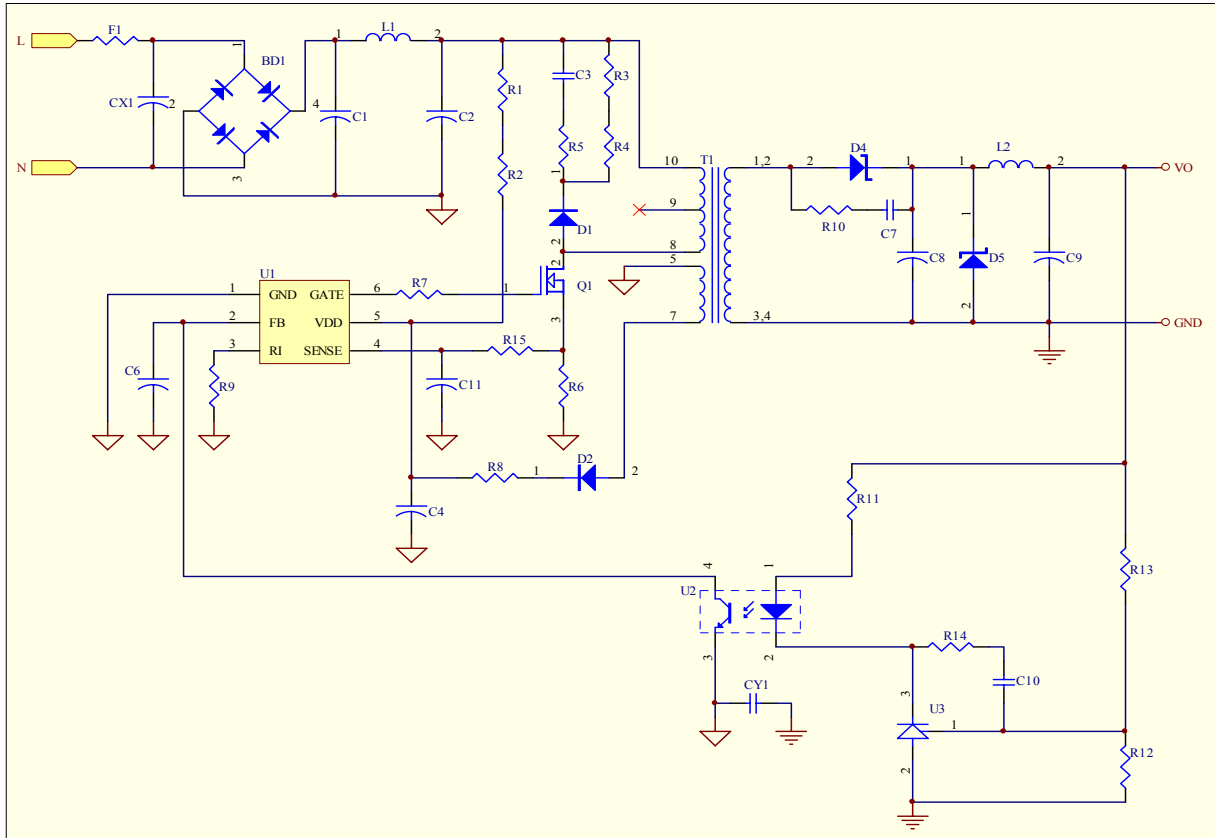 L
F1
1
BD1
1
L1
2
CX1
2
4
C1
C2
N
3
R1
R2
C3
R3
R5
R4
1
D1
2
10
T1
1,2
9
8
5
7
3,4
2
D4
1
1
L2
2
VO
R10
C7
C8
1
D5
2
C9
GND
U1
1
GND
GATE
6
R7
1
2
Q1
3
2
FB
VDD
5
3
RI
SENSE
4
R15
C6
R9
C11
R6
R8
1
D2
2
C4
R11
R13
4
1
U2
3
2
CY1
R14
C10
3
U3
1
2
R12